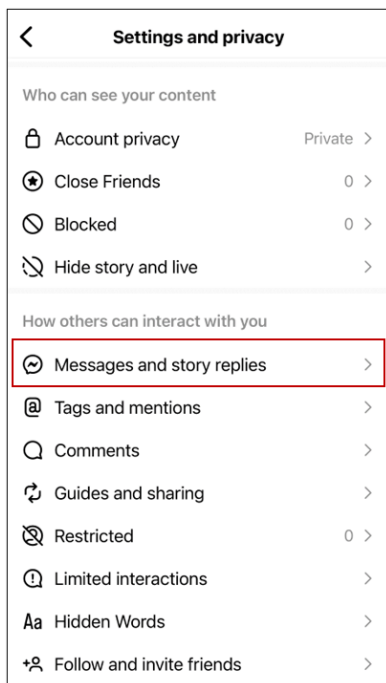 Settings and privacy
Who can see your content
Account privacy Private
Close Friends 0
Blocked 0
Hide story and live
How others can interact with you
Messages and story replies
Tags and mentions
Comments
Guides and sharing
Restricted 0
Limited interactions
Aa Hidden Words
Follow and invite friends